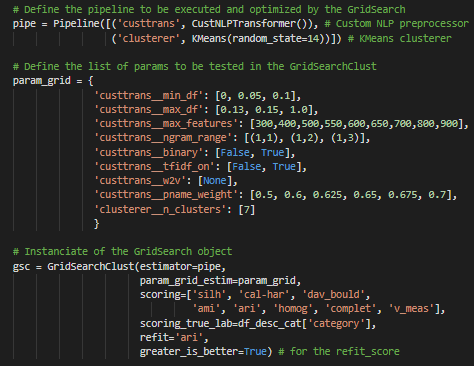 # Define the pipeline to be executed and optimized by the GridSearch
pipe = Pipeline([('custtrans', CustNLPTransformer()), # Custom NLP preprocessor
('clusterer', KMeans(random_state=14))]) # KMeans clusterer
# Define the list of params to be tested in the GridSearchClust
param_grid = {
'custtrans__min_df': [0, 0.05, 0.1],
'custtrans__max_df': [0.13, 0.15, 1.0],
'custtrans__max_features': [300,400,500,550,600,650,700,800,900],
'custtrans__ngram_range': [(1,1), (1,2), (1,3)],
'custtrans__binary': [False, True],
'custtrans__tfidf_on': [False, True],
'custtrans__w2v': [None],
'custtrans__pname_weight': [0.5, 0.6, 0.625, 0.65, 0.675, 0.7],
'clusterer__n_clusters': [7]
}
# Instanciate of the GridSearch object
gsc = GridSearchClust(estimator=pipe,
param_grid_estim=param_grid,
scoring=['silh', 'cal-har', 'dav_bould',
'ami', 'ari', 'homog', 'complet', 'v_meas'],
scoring_true_lab=df_desc_cat['category'],
refit='ari',
greater_is_better=True) # for the refit_score